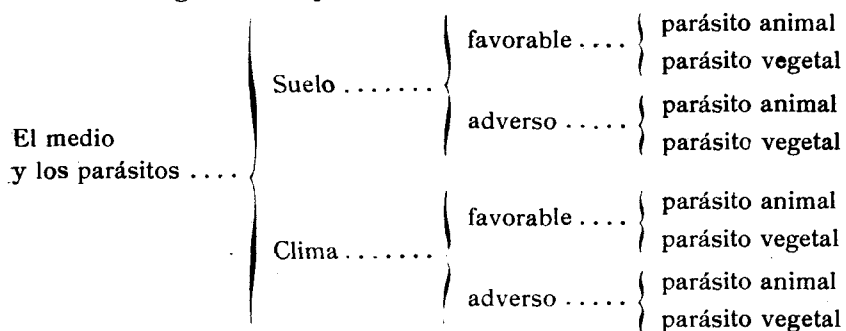 favorable .... parásito animal
parásito vegetal
Suelo .......
adverso ..... parásito animal
parásito vegetal
El medio
y los parásitos ....
favorable .... parásito animal
parásito vegetal
Clima .......
adverso ..... parásito animal
parásito vegetal